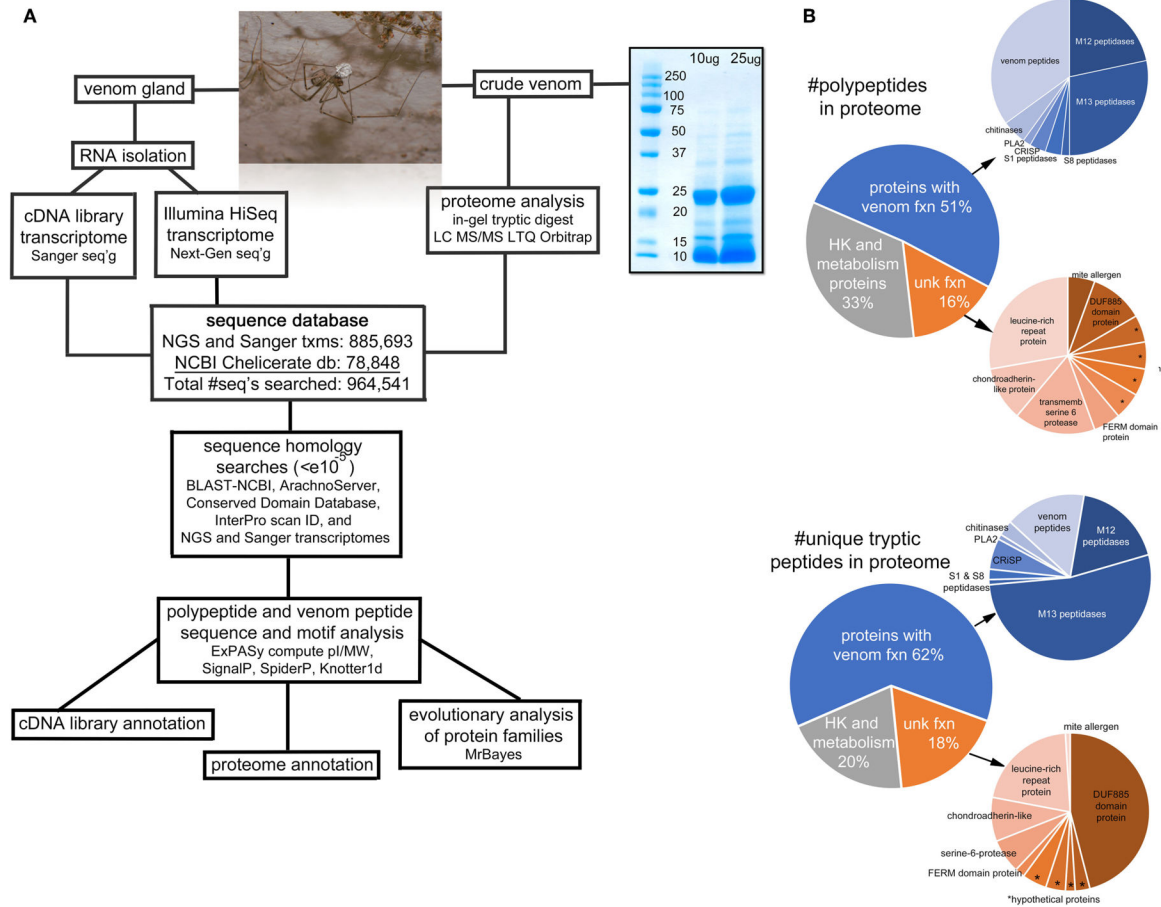 A
venom gland
crude venom
RNA isolation
cDNA library
transcriptome
Sanger seq'g
Illumina HiSeq
transcriptome
Next-Gen seq'g
proteome analysis
in-gel tryptic digest
LC MS/MS LTQ Orbitrap
10ug 25ug
250
100
75
50
37
25
20
15
10
sequence database
NGS and Sanger txms: 885,693
NCBI Chelicerate db: 78,848
Total #seq's searched: 964,541
sequence homology
searches (<e10-5)
BLAST-NCBI, ArachnoServer,
Conserved Domain Database,
InterPro scan ID, and
NGS and Sanger transcriptomes
polypeptide and venom peptide
sequence and motif analysis
ExPASy compute pI/MW,
SignalP, SpiderP, Knotter1d
cDNA library annotation
proteome annotation
evolutionary analysis
of protein families
MrBayes
B
#polypeptides
in proteome
venom peptides
M12 peptidases
M13 peptidases
chitinases
PLA2
CRISP
S1 peptidases
S8 peptidases
proteins with
venom fxn 51%
HK and
metabolism
proteins
33%
unk fxn
16%
mite allergen
DUF885
domain
protein
*
*
*
*
leucine-rich
repeat
protein
chondroadherin-
like protein
transmemb
serine 6
protease
FERM domain
protein
#unique tryptic
peptides in proteome
venom
peptides
M12
peptidases
chitinases
PLA2
CRiSP
S1 & S8
peptidases
M13 peptidases
proteins with
venom fxn 62%
HK and
metabolism
20%
unk fxn
18%
mite allergen
leucine-rich
repeat
protein
DUF885
domain
protein
chondroadherin-like
serine-6-protease
FERM domain protein
* * * *
*hypothetical proteins